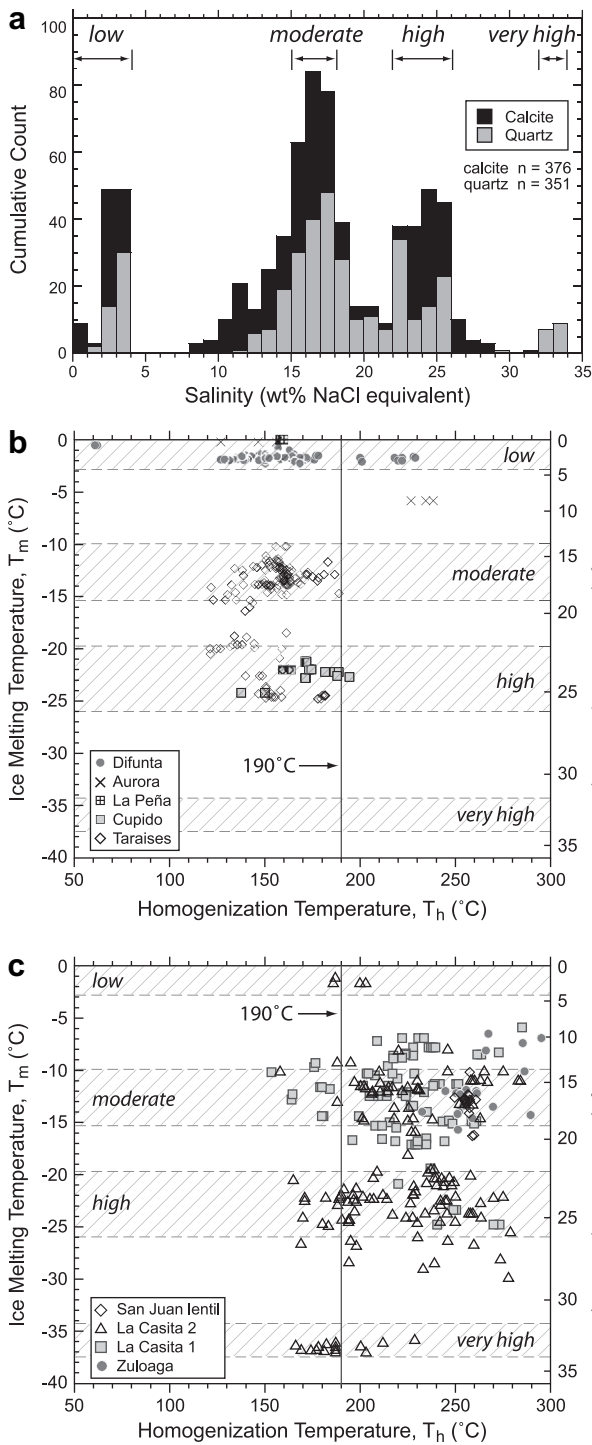 a
low
moderate
high
very high
100
80
60
40
20
0
Cumulative Count
Calcite
Quartz
calcite n = 376
quartz n = 351
0 5 10 15 20 25 30 35
Salinity (wt% NaCl equivalent)
b
0
-5
-10
-15
-20
-25
-30
-35
-40
Ice Melting Temperature, Tm (˚C)
low
moderate
high
very high
190˚C
Difunta
Aurora
La Peña
Cupido
Taraises
0
5
10
15
20
25
30
35
50 100 150 200 250 300
Homogenization Temperature, Th (˚C)
c
0
-5
-10
-15
-20
-25
-30
-35
-40
Ice Melting Temperature, Tm (˚C)
low
190˚C
moderate
high
very high
San Juan lentil
La Casita 2
La Casita 1
Zuloaga
0
5
10
15
20
25
30
35
50 100 150 200 250 300
Homogenization Temperature, Th (˚C)